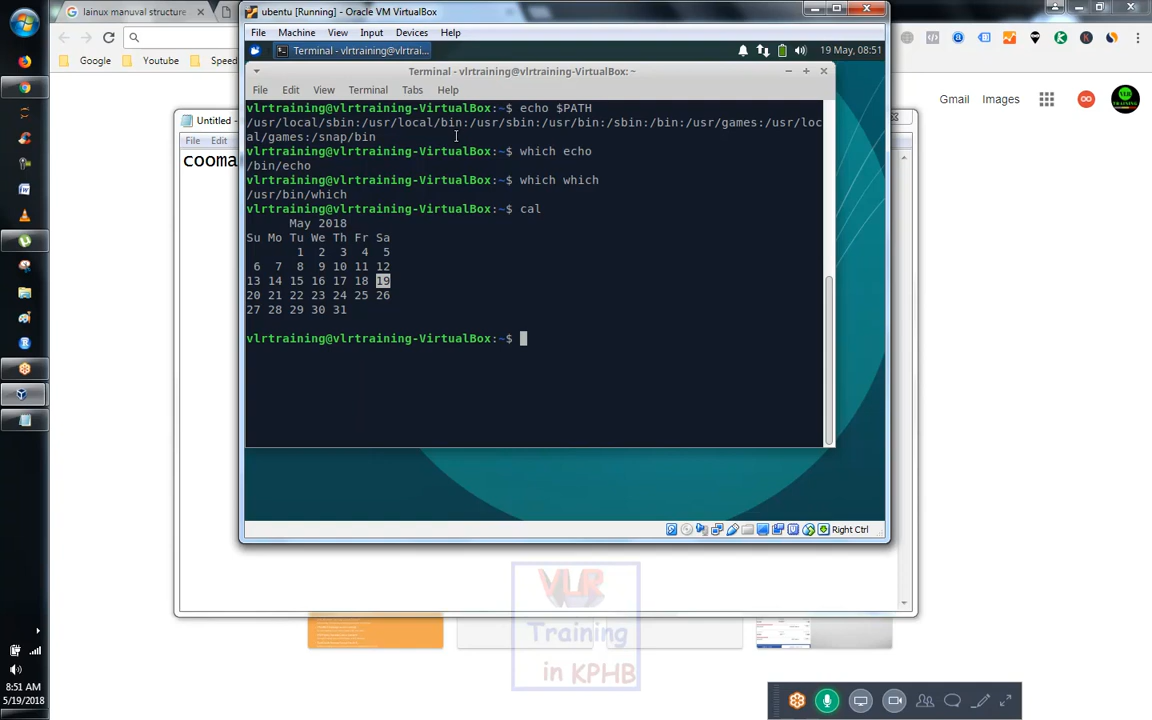 lainux manuval structure
ubentu [Running] - Oracle VM VirtualBox
File Machine View Input Devices Help
Google Youtube Speed
Terminal - vlrtraining@vlrtrai...
19 May, 08:51
Terminal - vlrtraining@vlrtraining-VirtualBox: ~
File Edit View Terminal Tabs Help
Gmail Images
Untitled -
File Edit
cooma
vlrtraining@vlrtraining-VirtualBox:~$ echo $PATH
/usr/local/sbin:/usr/local/bin:/usr/sbin:/usr/bin:/sbin:/bin:/usr/games:/usr/loc
al/games:/snap/bin
vlrtraining@vlrtraining-VirtualBox:~$ which echo
/bin/echo
vlrtraining@vlrtraining-VirtualBox:~$ which which
/usr/bin/which
vlrtraining@vlrtraining-VirtualBox:~$ cal
May 2018
Su Mo Tu We Th Fr Sa
1 2 3 4 5
6 7 8 9 10 11 12
13 14 15 16 17 18 19
20 21 22 23 24 25 26
27 28 29 30 31
vlrtraining@vlrtraining-VirtualBox:~$
Right Ctrl
VLR
Training
in KPHB
8:51 AM
5/19/2018